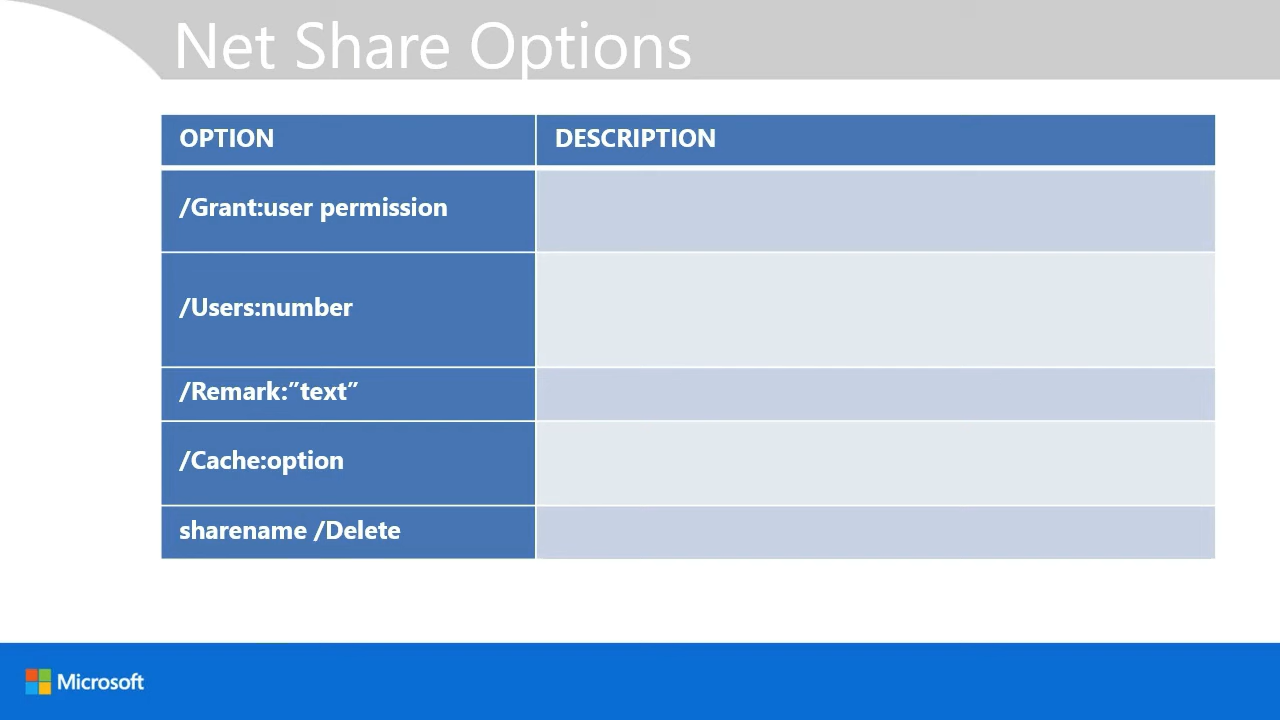 Net Share Options
OPTION DESCRIPTION
/Grant:user permission
/Users:number
/Remark:”text”
/Cache:option
sharename /Delete
Microsoft